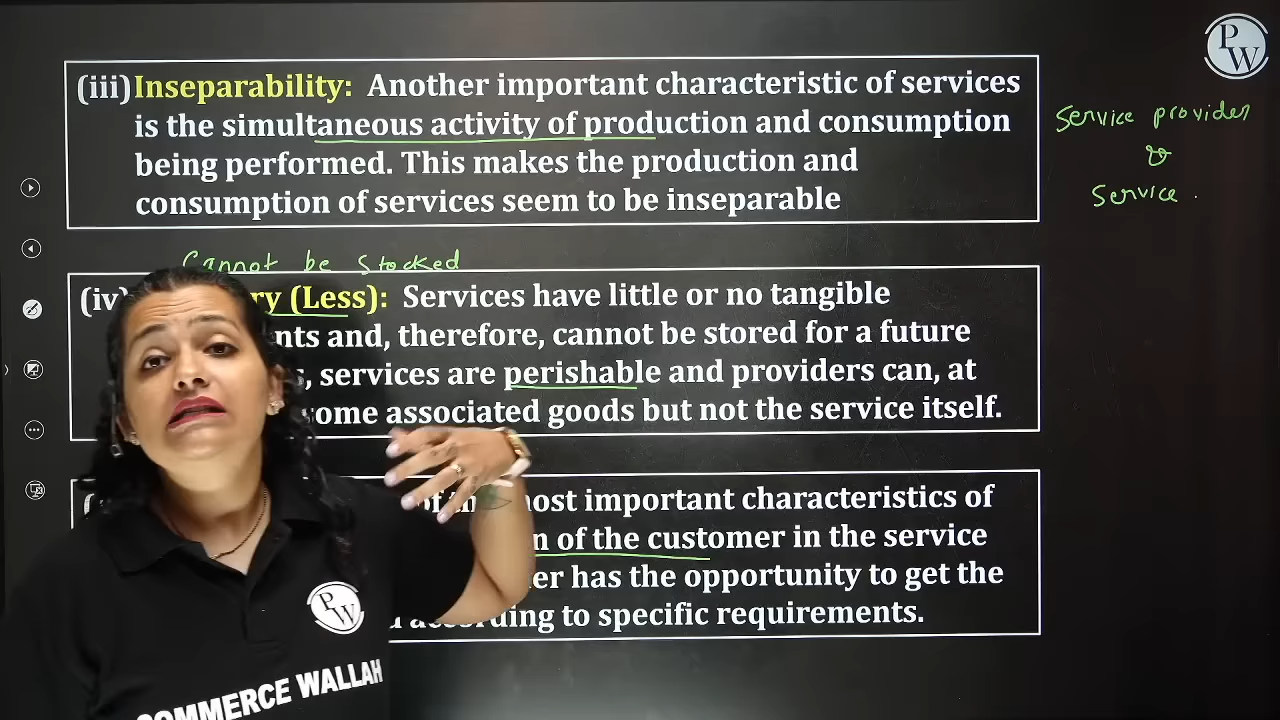 PW
(iii) Inseparability: Another important characteristic of services
is the simultaneous activity of production and consumption
being performed. This makes the production and
consumption of services seem to be inseparable
Service provider
&
Service.
Cannot be stocked
(iv) ry (Less): Services have little or no tangible
nts and, therefore, cannot be stored for a future
s, services are perishable and providers can, at
some associated goods but not the service itself.
of the most important characteristics of
n of the customer in the service
er has the opportunity to get the
according to specific requirements.
PW
COMMERCE WALLAH